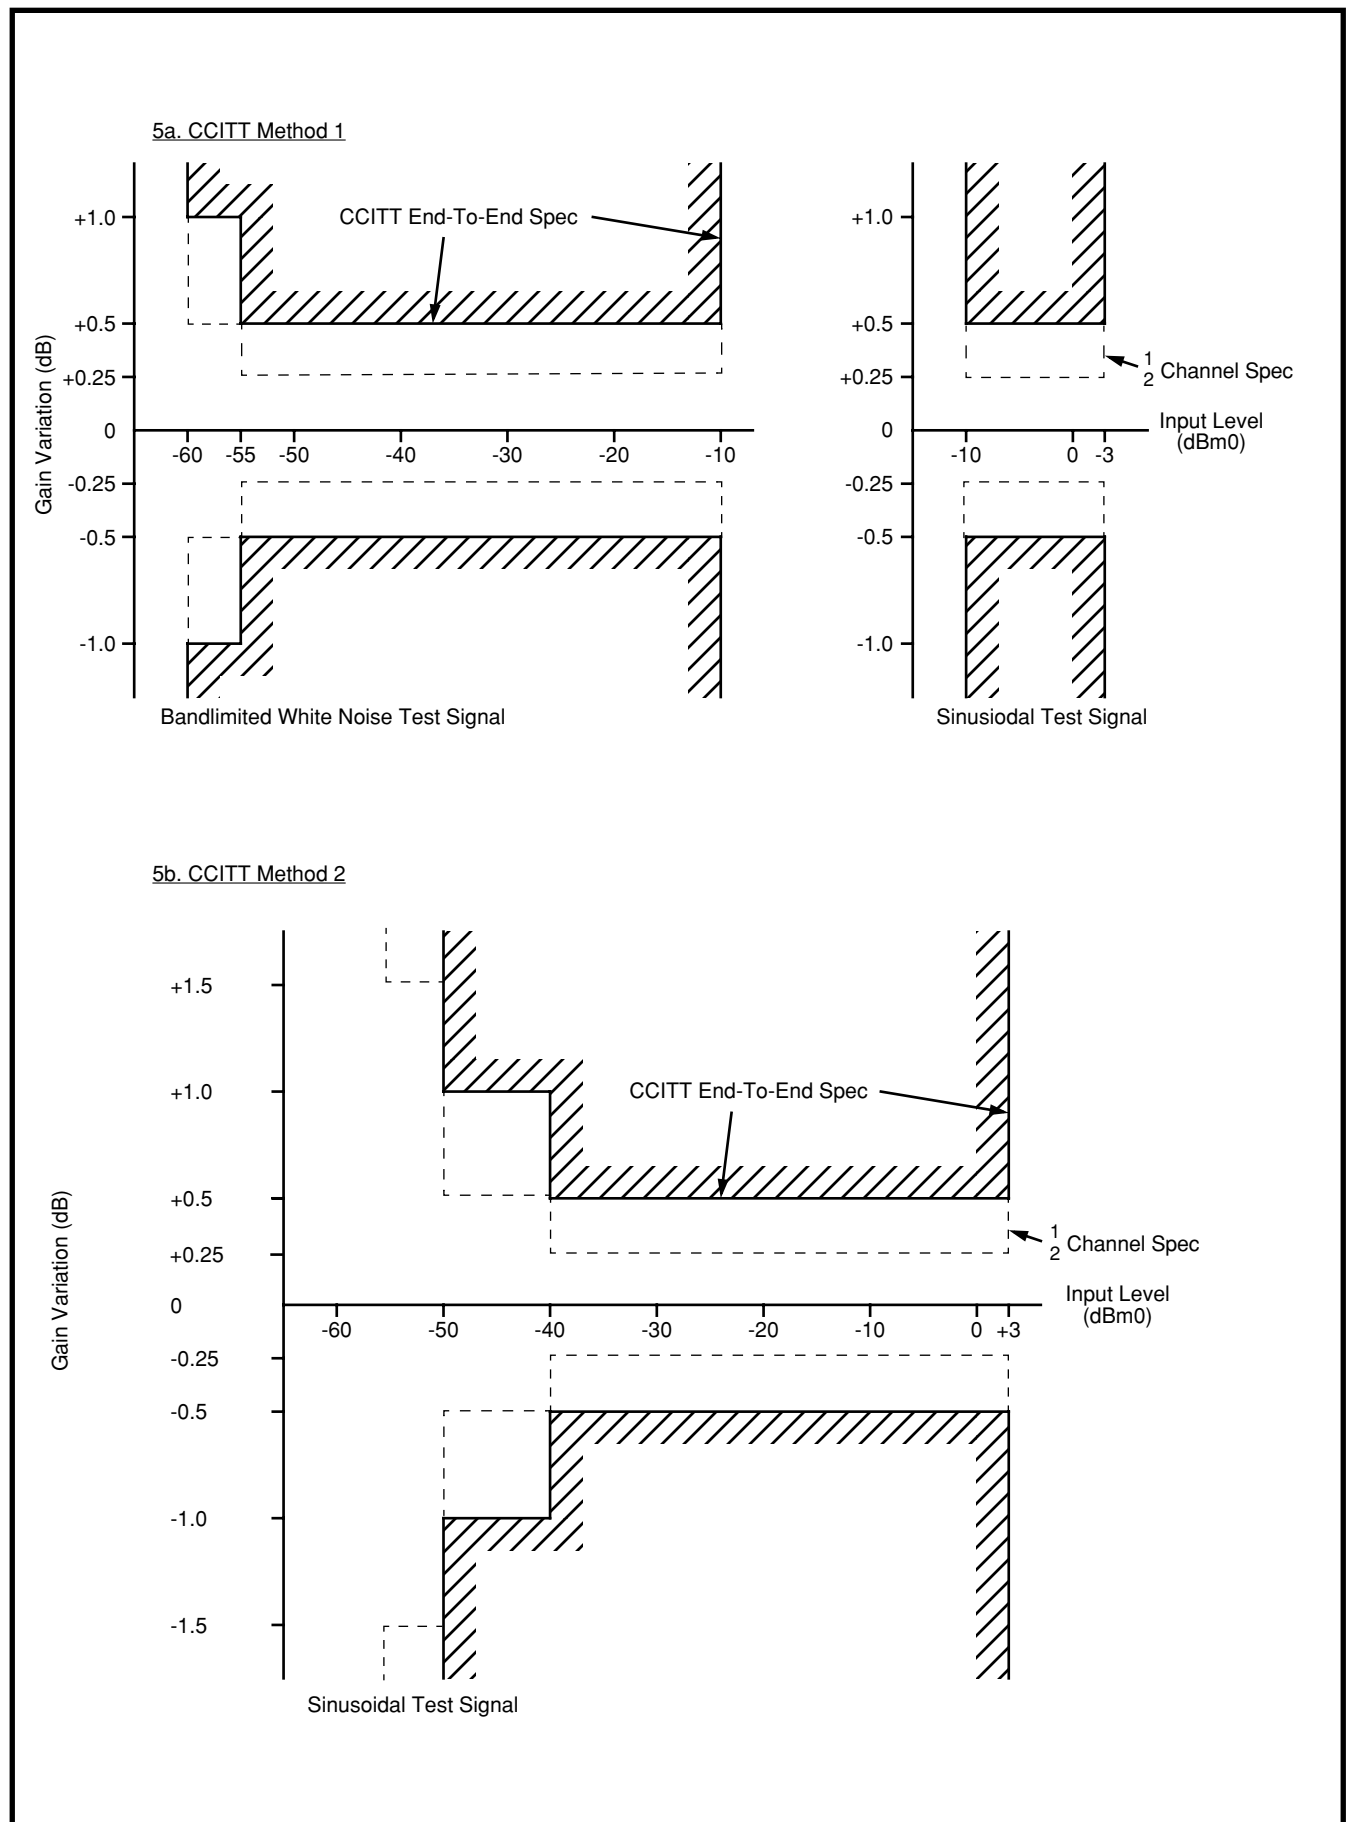 5a. CCITT Method 1
CCITT End-To-End Spec
+1.0
+0.5
+0.25
0
-0.25
-0.5
-1.0
Gain Variation (dB)
-60 -55 -50 -40 -30 -20 -10
Bandlimited White Noise Test Signal
+1.0
+0.5
+0.25
0
-0.25
-0.5
-1.0
1
2 Channel Spec
Input Level
(dBm0)
-10 0 -3
Sinusiodal Test Signal
5b. CCITT Method 2
+1.5
+1.0
+0.5
+0.25
0
-0.25
-0.5
-1.0
-1.5
Gain Variation (dB)
CCITT End-To-End Spec
1
2 Channel Spec
Input Level
(dBm0)
-60 -50 -40 -30 -20 -10 0 +3
Sinusoidal Test Signal